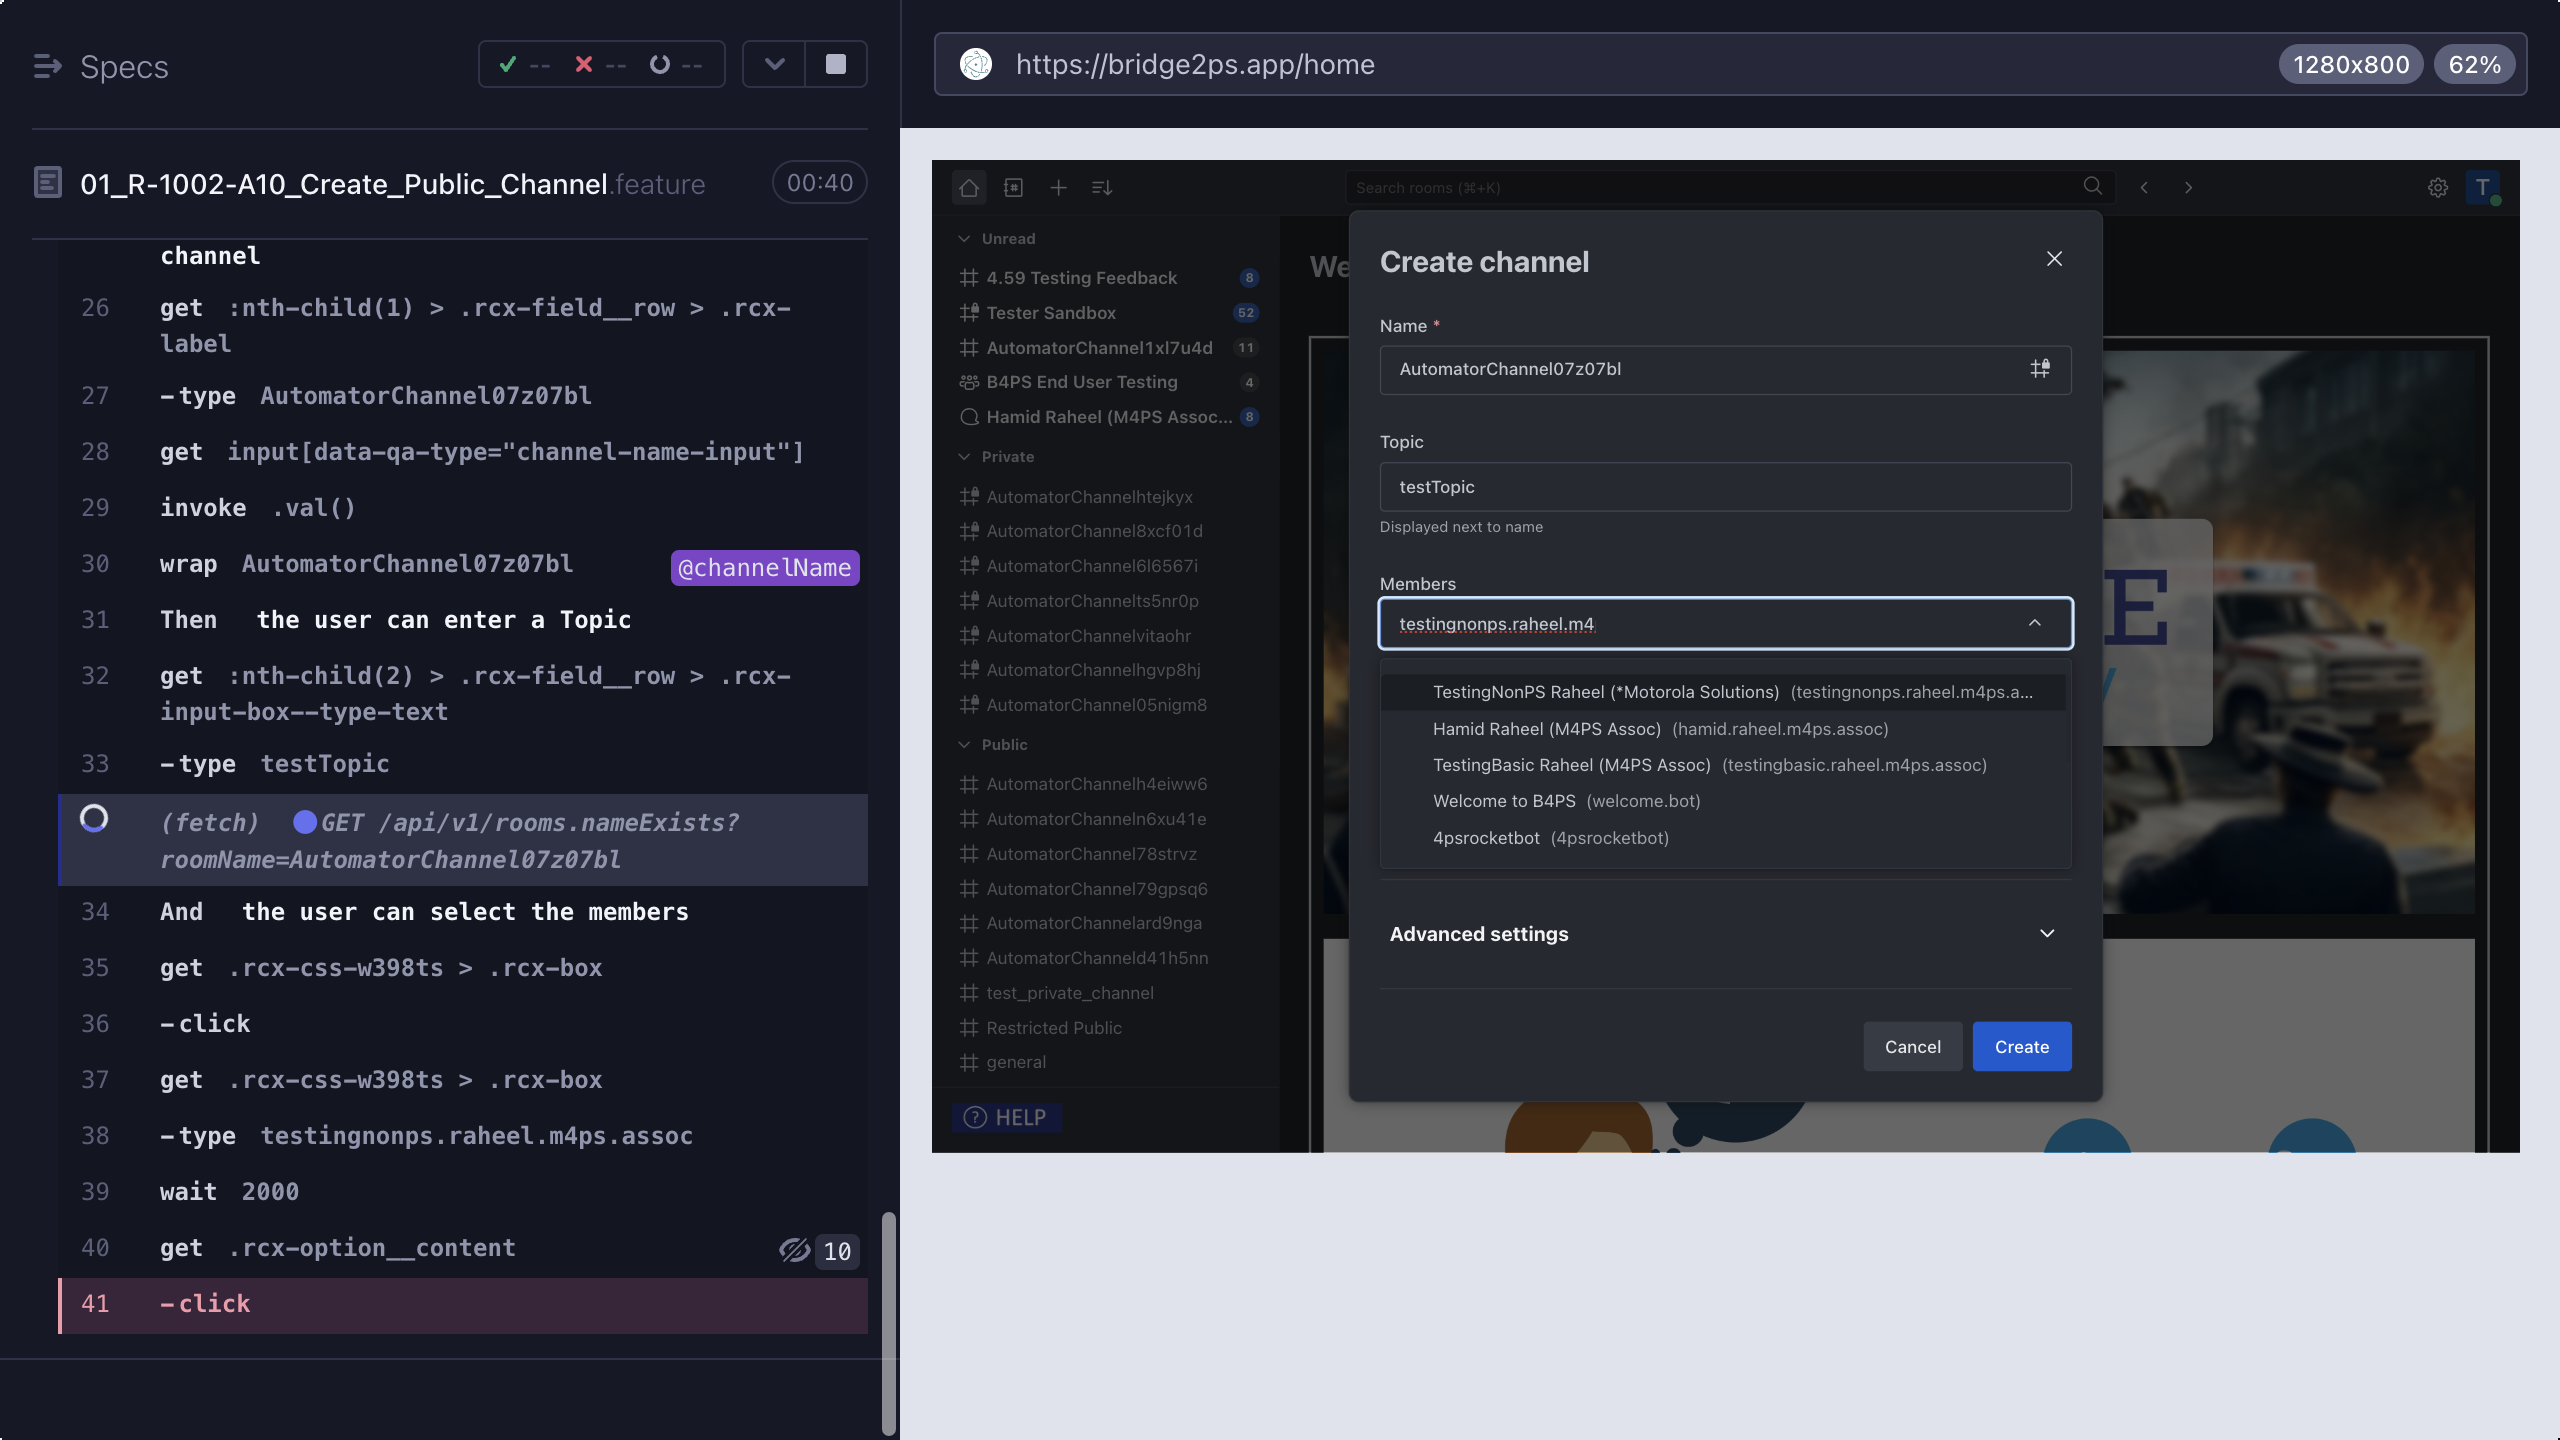 Specs
--
--
--
https://bridge2ps.app/home
1280x800
62%
01_R-1002-A10_Create_Public_Channel.feature
00:40
channel
26 get :nth-child(1) > .rcx-field__row > .rcx-
label
27 -type AutomatorChannel07z07bl
28 get input[data-qa-type="channel-name-input"]
29 invoke .val()
30 wrap AutomatorChannel07z07bl @channelName
31 Then the user can enter a Topic
32 get :nth-child(2) > .rcx-field__row > .rcx-
input-box--type-text
33 -type testTopic
(fetch) GET /api/v1/rooms.nameExists?
roomName=AutomatorChannel07z07bl
34 And the user can select the members
35 get .rcx-css-w398ts > .rcx-box
36 -click
37 get .rcx-css-w398ts > .rcx-box
38 -type testingnonps.raheel.m4ps.assoc
39 wait 2000
40 get .rcx-option__content 10
41 -click
Search rooms (⌘+K)
T
Unread
4.59 Testing Feedback 8
Tester Sandbox 52
AutomatorChannel1xl7u4d 11
B4PS End User Testing 4
Hamid Raheel (M4PS Assoc... 8
Private
AutomatorChannelhtejkyx
AutomatorChannel8xcf01d
AutomatorChannel6l6567i
AutomatorChannelts5nr0p
AutomatorChannelvitaohr
AutomatorChannelhgvp8hj
AutomatorChannel05nigm8
Public
AutomatorChannelh4eiww6
AutomatorChanneln6xu41e
AutomatorChannel78strvz
AutomatorChannel79gpsq6
AutomatorChannelard9nga
AutomatorChanneld41h5nn
test_private_channel
Restricted Public
general
? HELP
We
E
Create channel
Name *
AutomatorChannel07z07bl
Topic
testTopic
Displayed next to name
Members
testingnonps.raheel.m4
TestingNonPS Raheel (*Motorola Solutions) (testingnonps.raheel.m4ps.a...
Hamid Raheel (M4PS Assoc) (hamid.raheel.m4ps.assoc)
TestingBasic Raheel (M4PS Assoc) (testingbasic.raheel.m4ps.assoc)
Welcome to B4PS (welcome.bot)
4psrocketbot (4psrocketbot)
Advanced settings
Cancel
Create